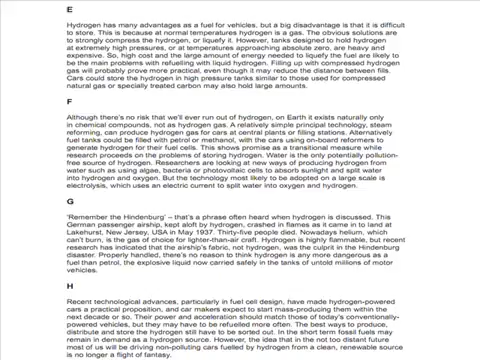 E
Hydrogen has many advantages as a fuel for vehicles, but a big disadvantage is that it is difficult
to store. This is because at normal temperatures hydrogen is a gas. The obvious solutions are
to strongly compress the hydrogen, or liquefy it. However, tanks designed to hold hydrogen
at extremely high pressures, or at temperatures approaching absolute zero, are heavy and
expensive. So, high cost and the large amount of energy needed to liquefy the fuel are likely to
be the main problems with refuelling with liquid hydrogen. Filling up with compressed hydrogen
gas will probably prove more practical, even though it may reduce the distance between fills.
Cars could store the hydrogen in high pressure tanks similar to those used for compressed
natural gas or specially treated carbon may also hold large amounts.
F
Although there's no risk that we'll ever run out of hydrogen, on Earth it exists naturally only
in chemical compounds, not as hydrogen gas. A relatively simple principal technology, steam
reforming, can produce hydrogen gas for cars at central plants or filling stations. Alternatively
fuel tanks could be filled with petrol or methanol, with the cars using on-board reformers to
generate hydrogen for their fuel cells. This shows promise as a transitional measure while
research proceeds on the problems of storing hydrogen. Water is the only potentially pollution-
free source of hydrogen. Researchers are looking at new ways of producing hydrogen from
water such as using algae, bacteria or photovoltaic cells to absorb sunlight and split water
into hydrogen and oxygen. But the technology most likely to be adopted on a large scale is
electrolysis, which uses an electric current to split water into oxygen and hydrogen.
G
'Remember the Hindenburg' – that's a phrase often heard when hydrogen is discussed. This
German passenger airship, kept aloft by hydrogen, crashed in flames as it came in to land at
Lakehurst, New Jersey, USA in May 1937. Thirty-five people died. Nowadays helium, which
can't burn, is the gas of choice for lighter-than-air craft. Hydrogen is highly flammable, but recent
research has indicated that the airship's fabric, not hydrogen, was the culprit in the Hindenburg
disaster. Properly handled, there's no reason to think hydrogen is any more dangerous as a
fuel than petrol, the explosive liquid now carried safely in the tanks of untold millions of motor
vehicles.
H
Recent technological advances, particularly in fuel cell design, have made hydrogen-powered
cars a practical proposition, and car makers expect to start mass-producing them within the
next decade or so. Their power and acceleration should match those of today's conventionally-
powered vehicles, but they may have to be refuelled more often. The best ways to produce,
distribute and store the hydrogen still have to be sorted out. In the short term fossil fuels may
remain in demand as a hydrogen source. However, the idea that in the not too distant future
most of us will be driving non-polluting cars fuelled by hydrogen from a clean, renewable source
is no longer a flight of fantasy.